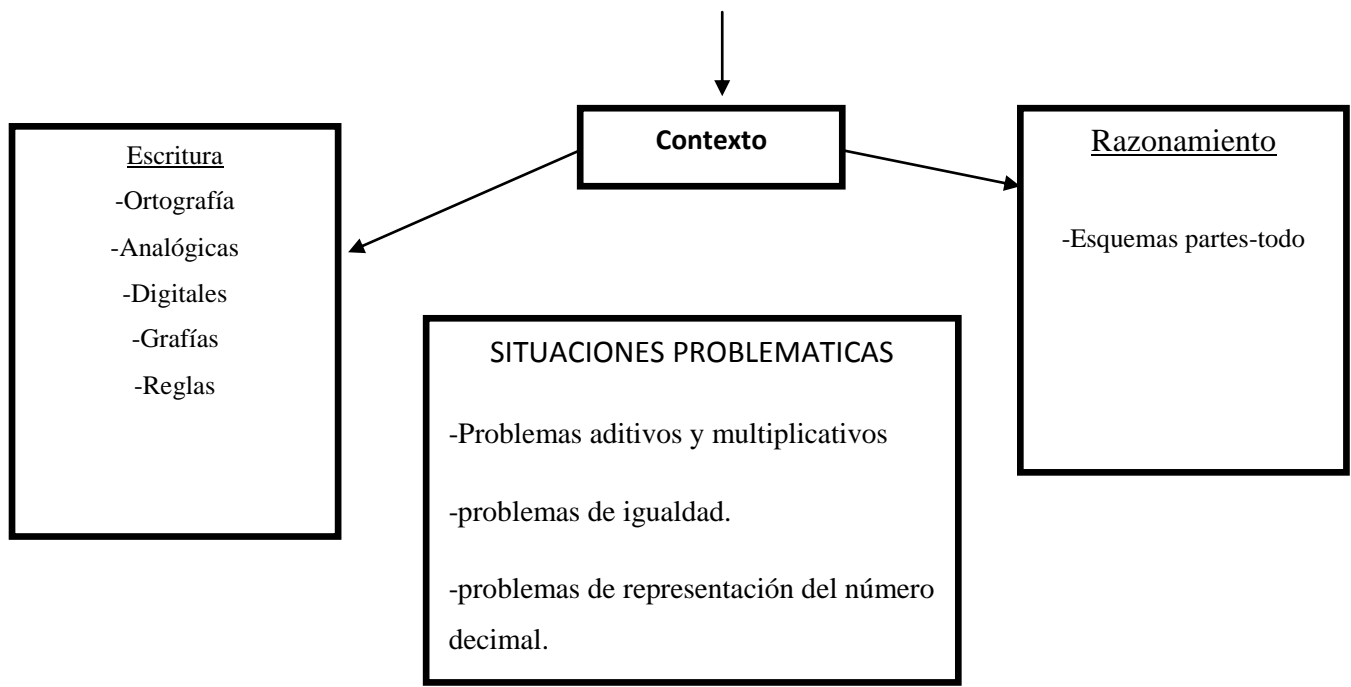 Contexto
Escritura
-Ortografía
-Analógicas
-Digitales
-Grafías
-Reglas
Razonamiento
-Esquemas partes-todo
SITUACIONES PROBLEMATICAS
-Problemas aditivos y multiplicativos
-problemas de igualdad.
-problemas de representación del número
decimal.